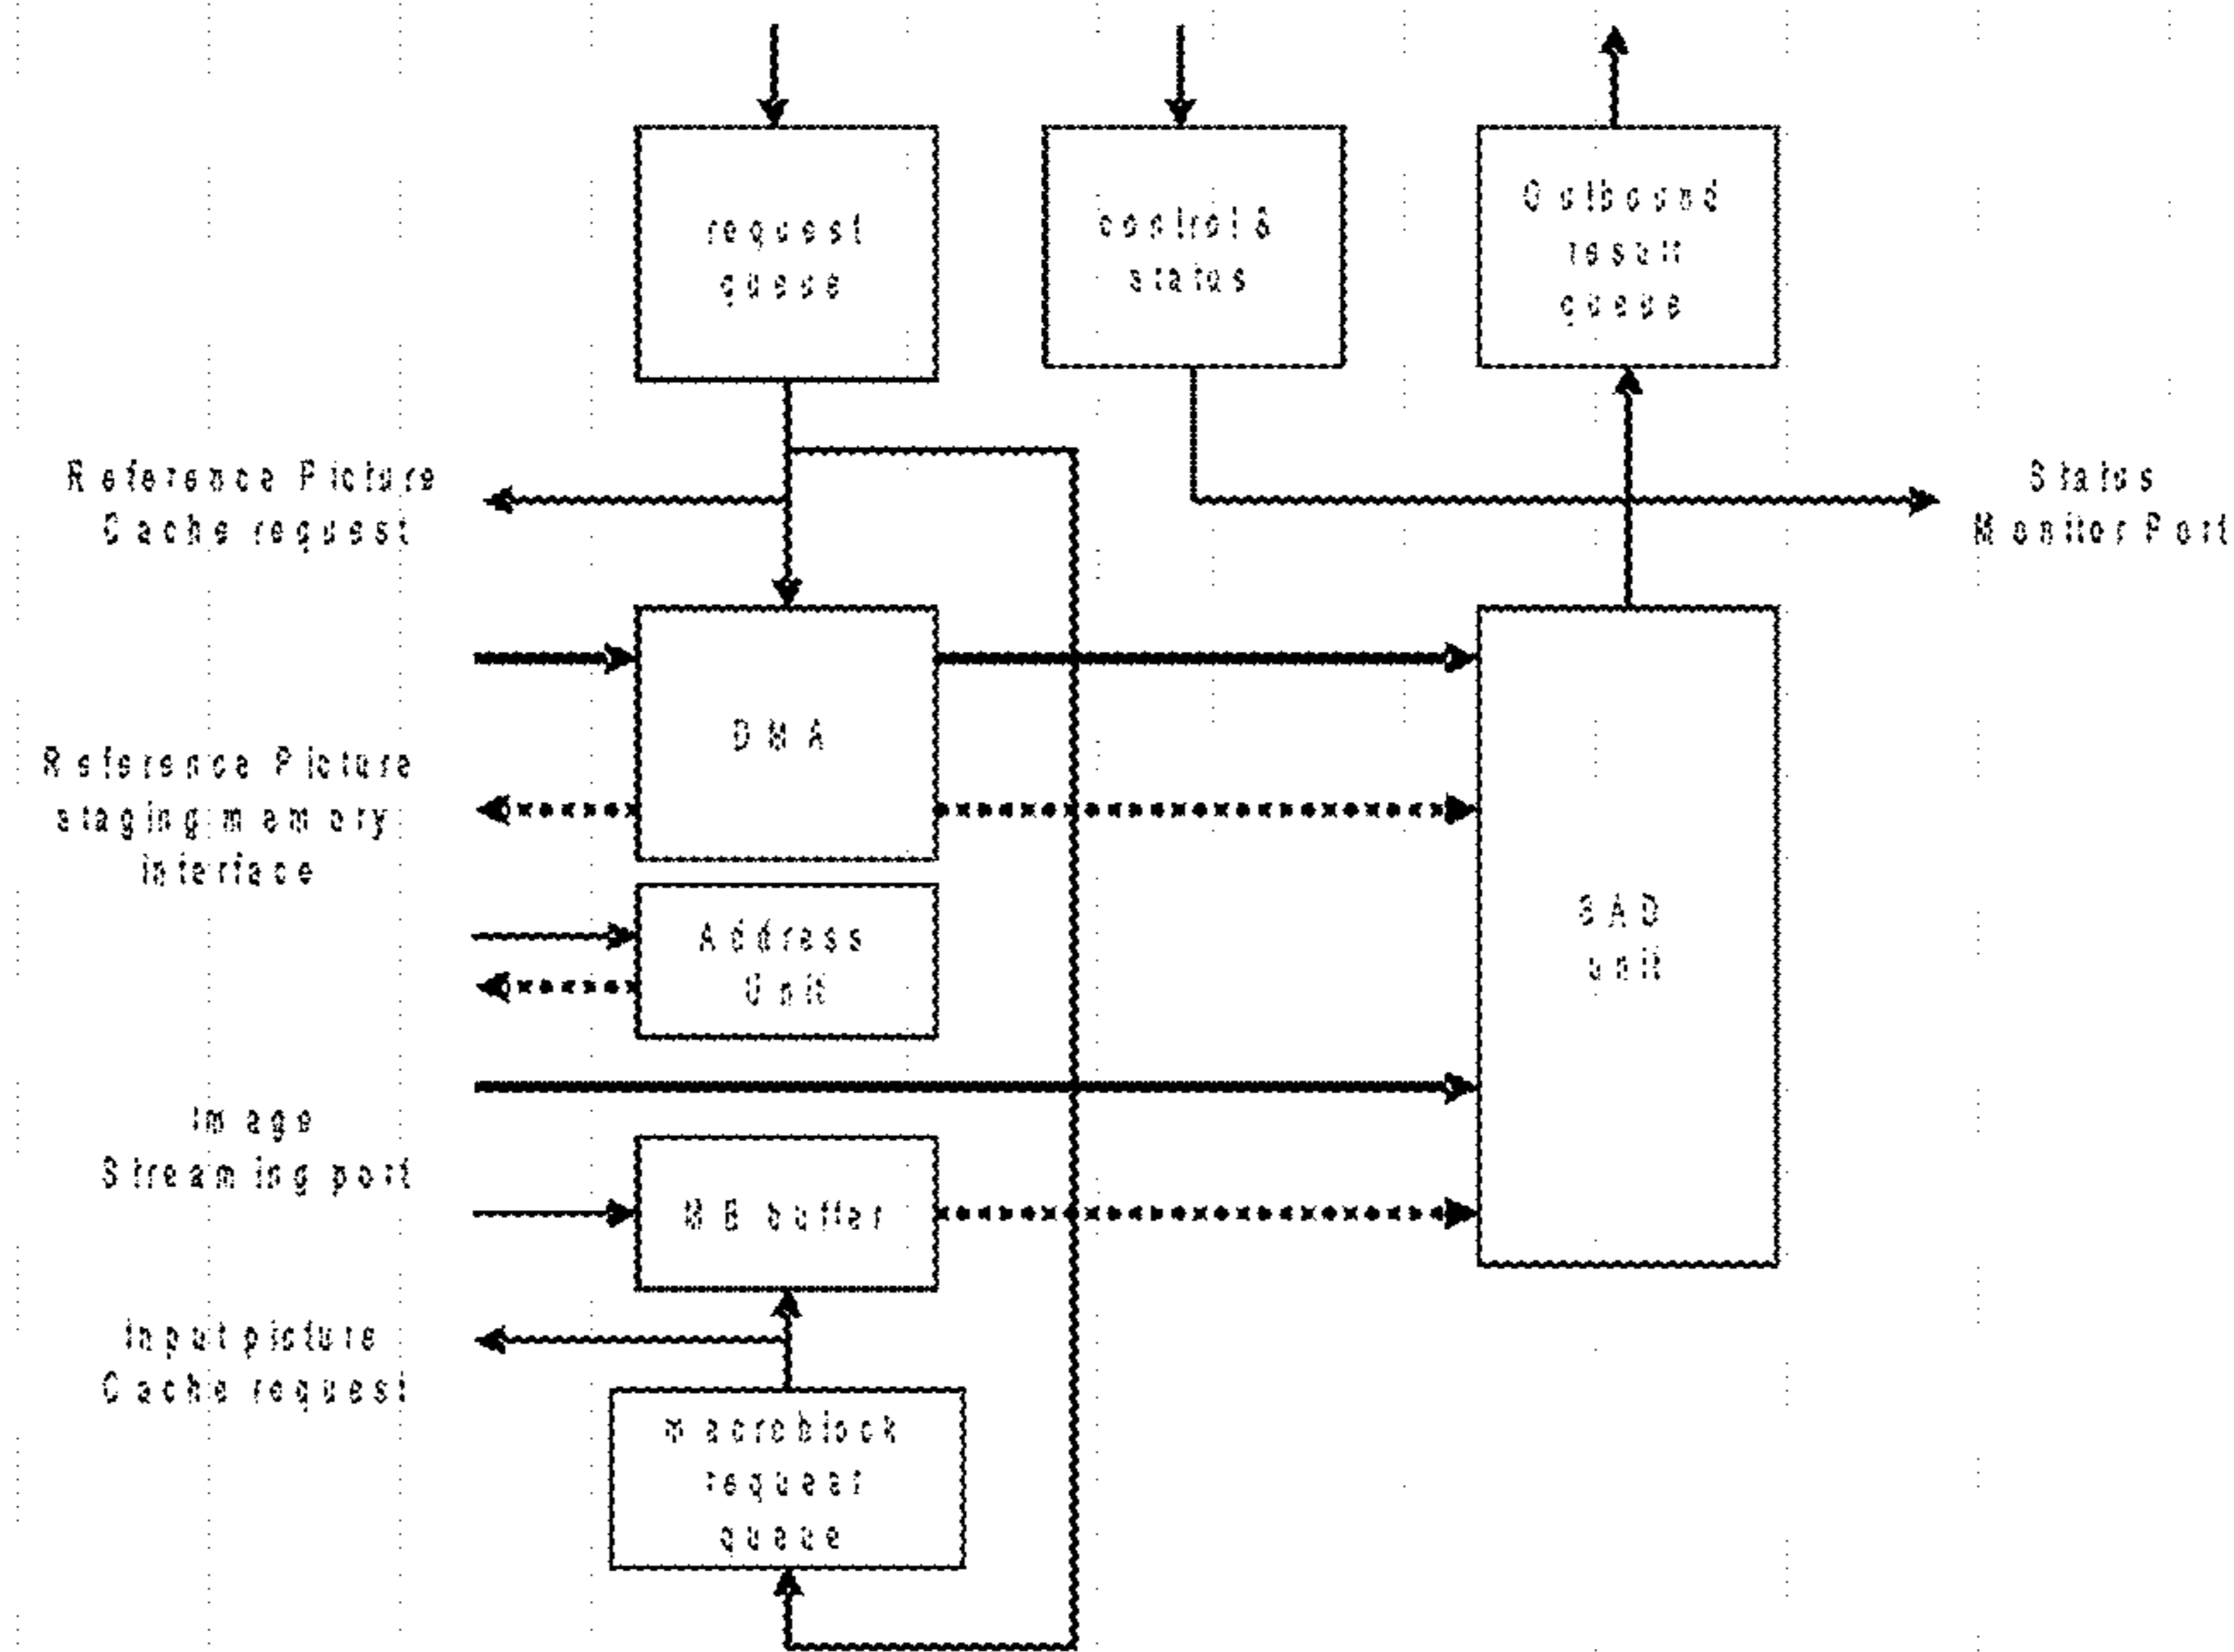 request
queue
control &
status
Outbound
result
queue
Reference Picture
Cache request
Status
Monitor Port
DMA
Reference Picture
staging memory
interface
Address
Unit
SAD
unit
Image
Streaming port
MB buffer
Input picture
Cache request
macroblock
request
queue